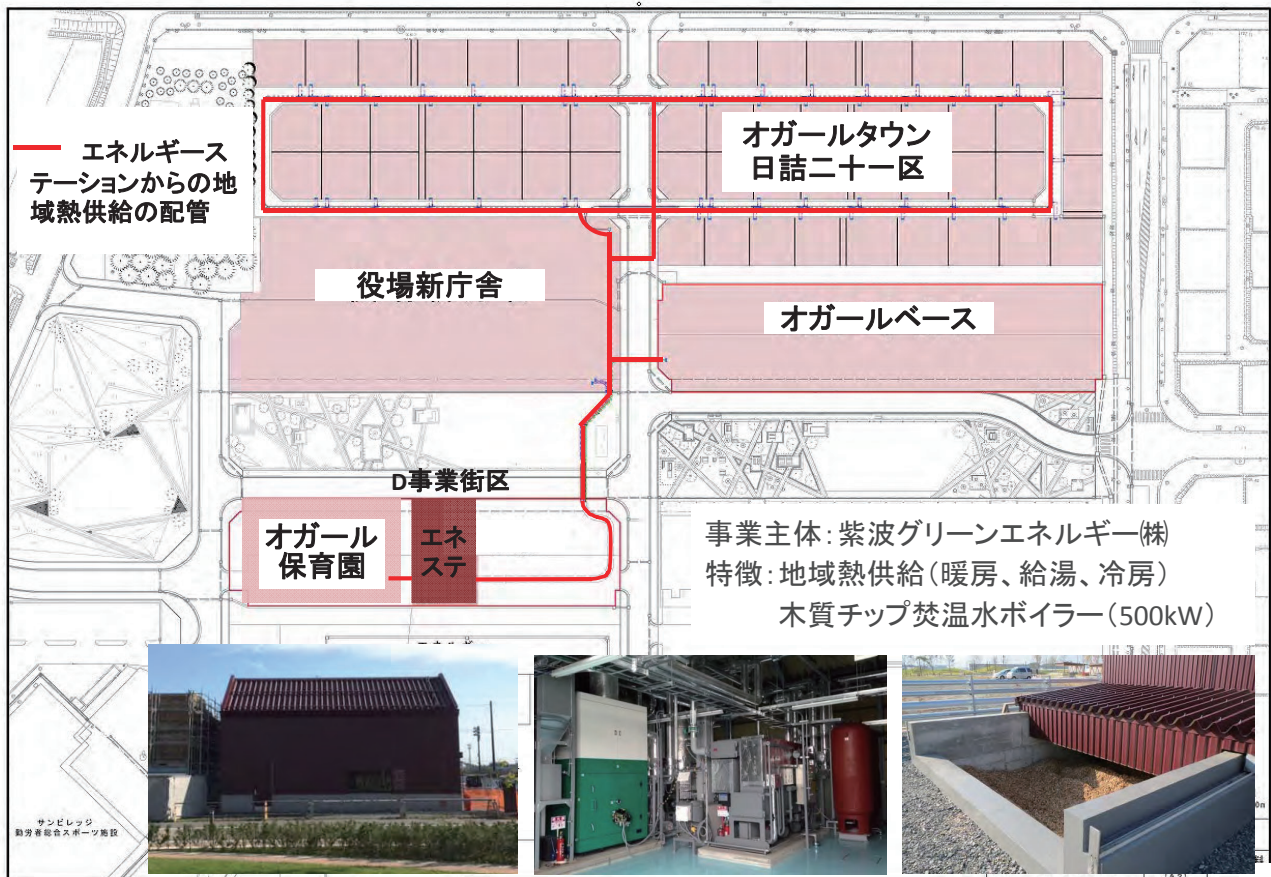 エネルギース
テーションからの地
域熱供給の配管
オガールタウン
日詰二十一区
役場新庁舎
オガールベース
D事業街区
オガール
保育園
エネ
ステ
事業主体：紫波グリーンエネルギー㈱
特徴：地域熱供給（暖房、給湯、冷房）
木質チップ焚温水ボイラー（500kW）
サンビレッジ
勤労者総合スポーツ施設